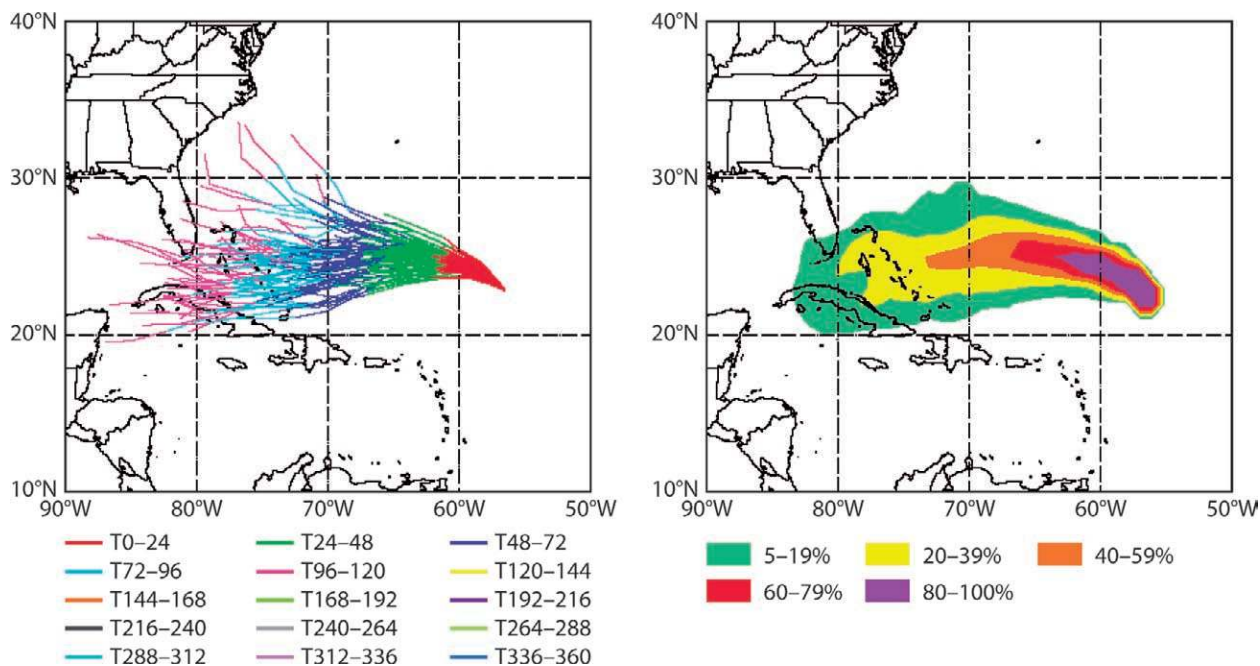 40°N
30°N
20°N
10°N
90°W 80°W 70°W 60°W 50°W
T0–24 T24–48 T48–72
T72–96 T96–120 T120–144
T144–168 T168–192 T192–216
T216–240 T240–264 T264–288
T288–312 T312–336 T336–360
40°N
30°N
20°N
10°N
90°W 80°W 70°W 60°W 50°W
5–19% 20–39% 40–59%
60–79% 80–100%